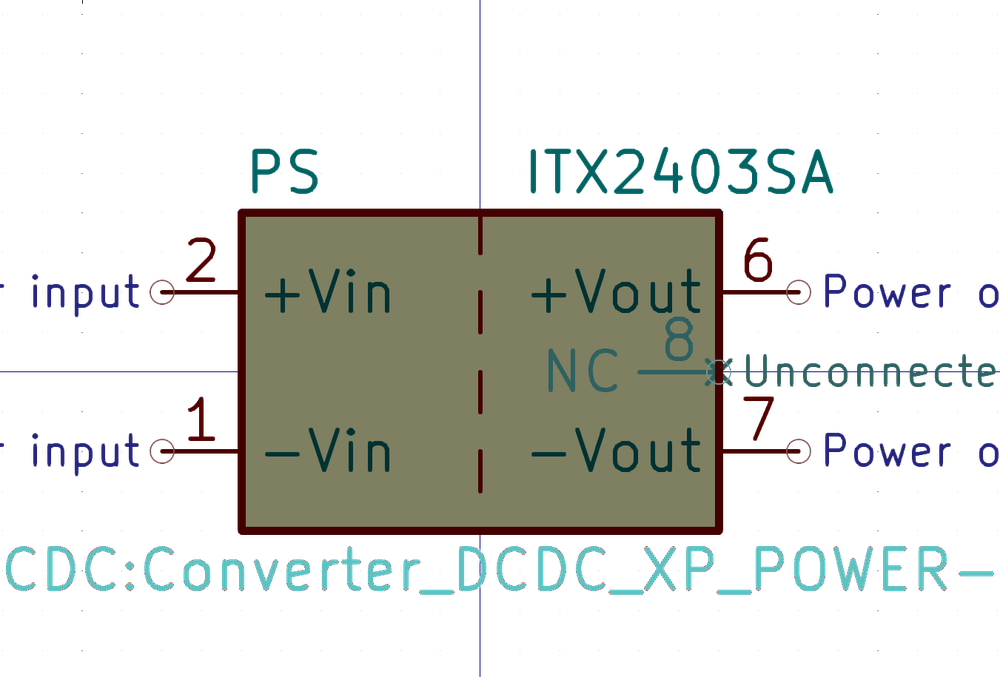 PS ITX2403SA
r input 2 +Vin +Vout 6 Power o
NC 8 Unconnecte
r input 1 -Vin -Vout 7 Power o
CDC:Converter_DCDC_XP_POWER-